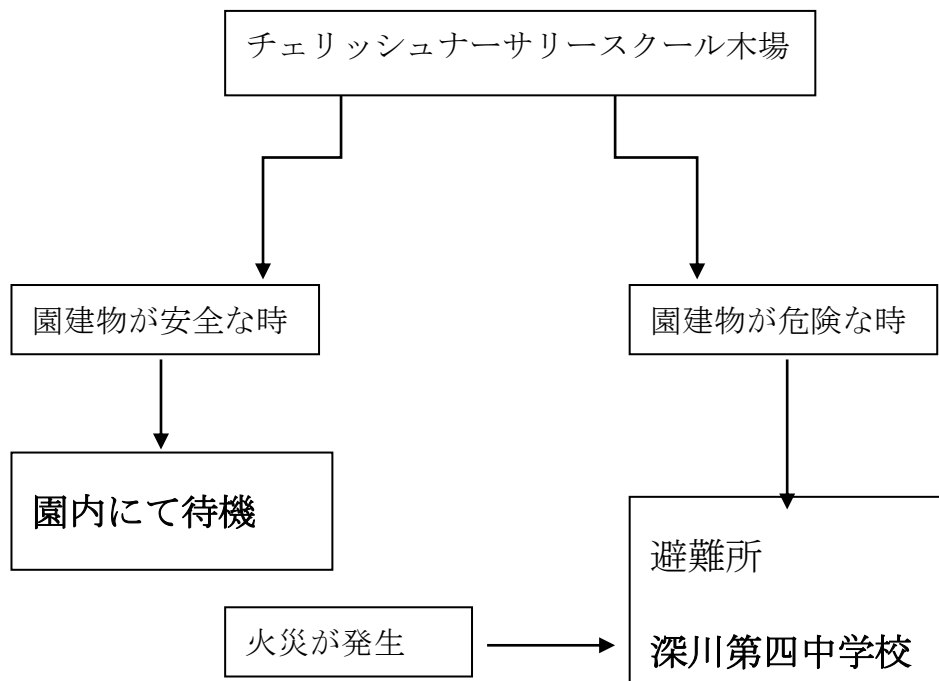 チェリッシュナーサリースクール木場
園建物が安全な時
園建物が危険な時
園内にて待機
避難所
火災が発生
深川第四中学校